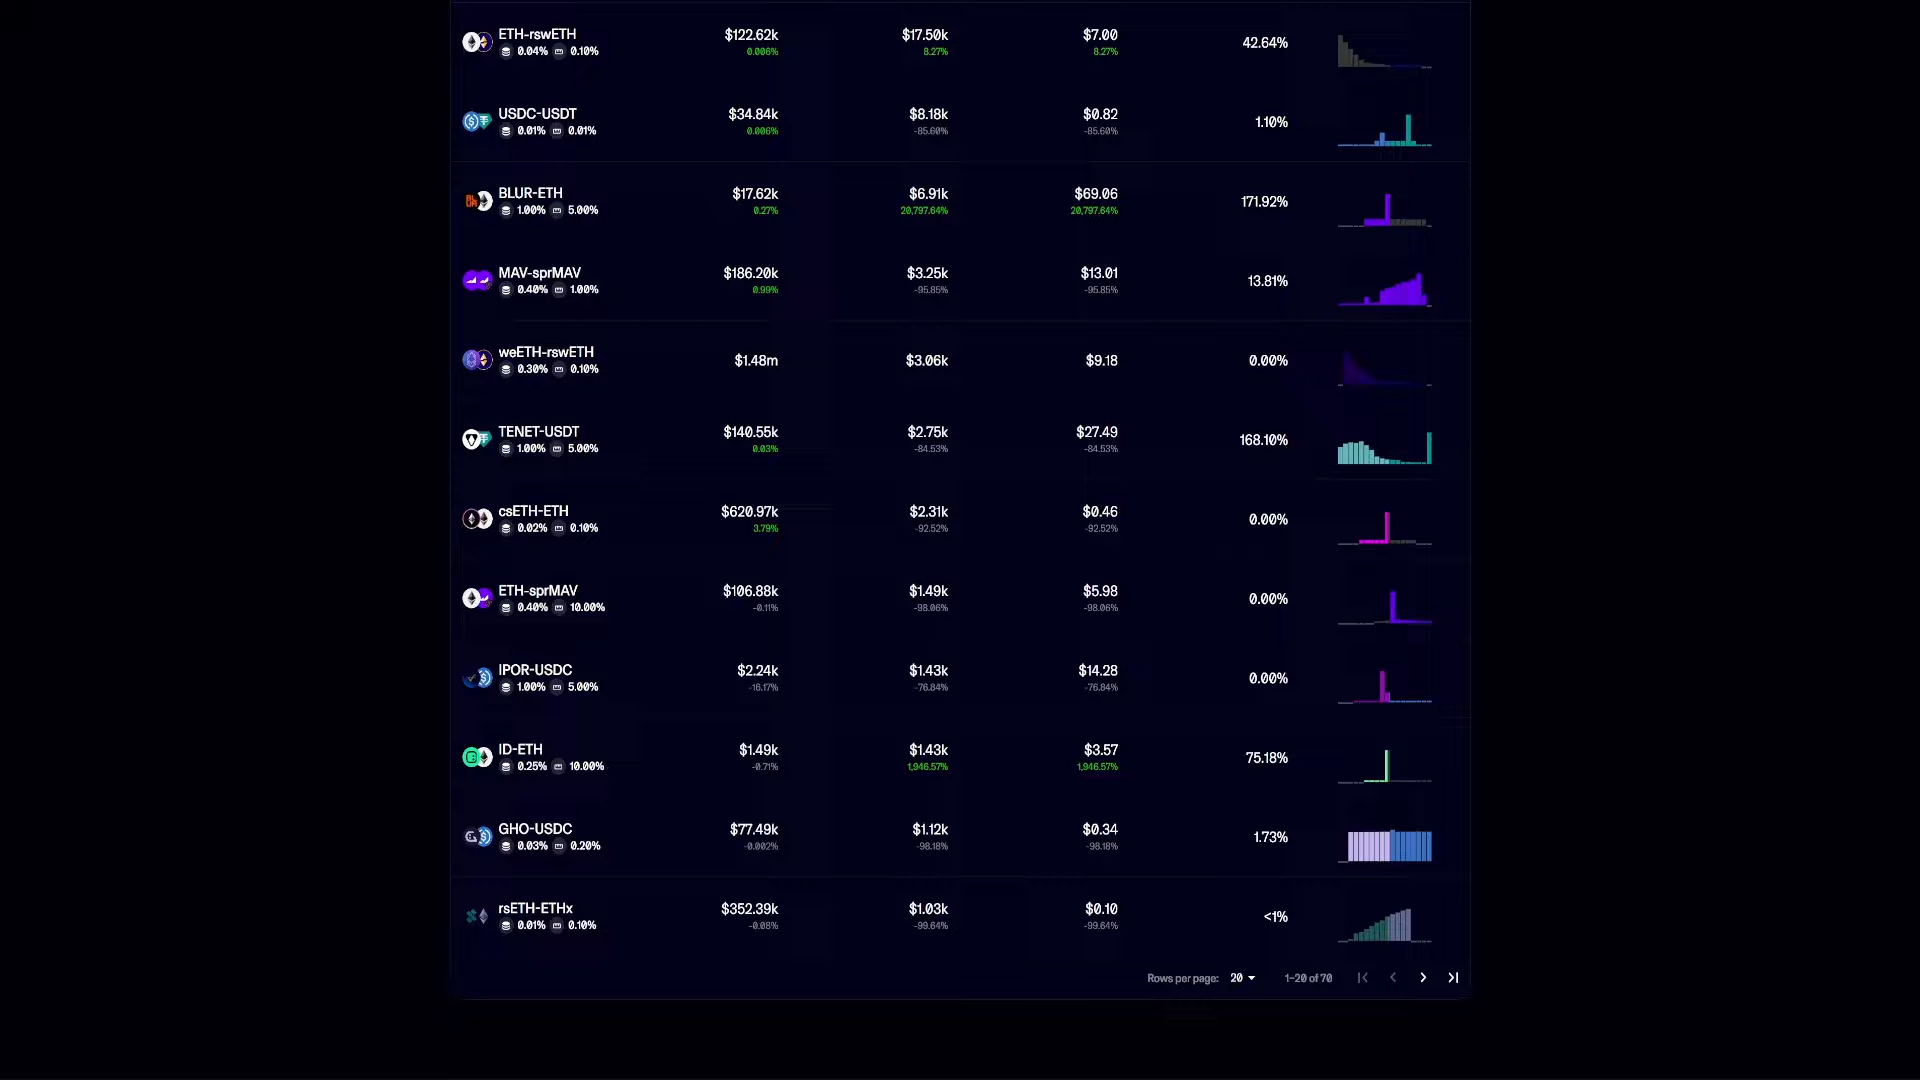 ETH-rswETH $122.62k $17.50k $7.00 42.64%
0.04% 0.10% 0.006% 8.27% 8.27%
USDC-USDT $34.84k $8.18k $0.82 1.10%
0.01% 0.01% 0.006% -85.60% -85.60%
BLUR-ETH $17.62k $6.91k $69.06 171.92%
1.00% 5.00% 0.27% 20,797.64% 20,797.64%
MAV-sprMAV $186.20k $3.25k $13.01 13.81%
0.40% 1.00% 0.99% -95.85% -95.85%
weETH-rswETH $1.48m $3.06k $9.18 0.00%
0.30% 0.10%
TENET-USDT $140.55k $2.75k $27.49 168.10%
1.00% 5.00% 0.03% -84.53% -84.53%
csETH-ETH $620.97k $2.31k $0.46 0.00%
0.02% 0.10% 3.79% -92.52% -92.52%
ETH-sprMAV $106.88k $1.49k $5.98 0.00%
0.40% 10.00% -0.11% -98.06% -98.06%
IPOR-USDC $2.24k $1.43k $14.28 0.00%
1.00% 5.00% -16.17% -76.84% -76.84%
ID-ETH $1.49k $1.43k $3.57 75.18%
0.25% 10.00% -0.71% 1,946.57% 1,946.57%
GHO-USDC $77.49k $1.12k $0.34 1.73%
0.03% 0.20% -0.002% -98.18% -98.18%
rsETH-ETHx $352.39k $1.03k $0.10 <1%
0.01% 0.10% -0.08% -99.64% -99.64%
Rows per page: 20 1-20 of 70